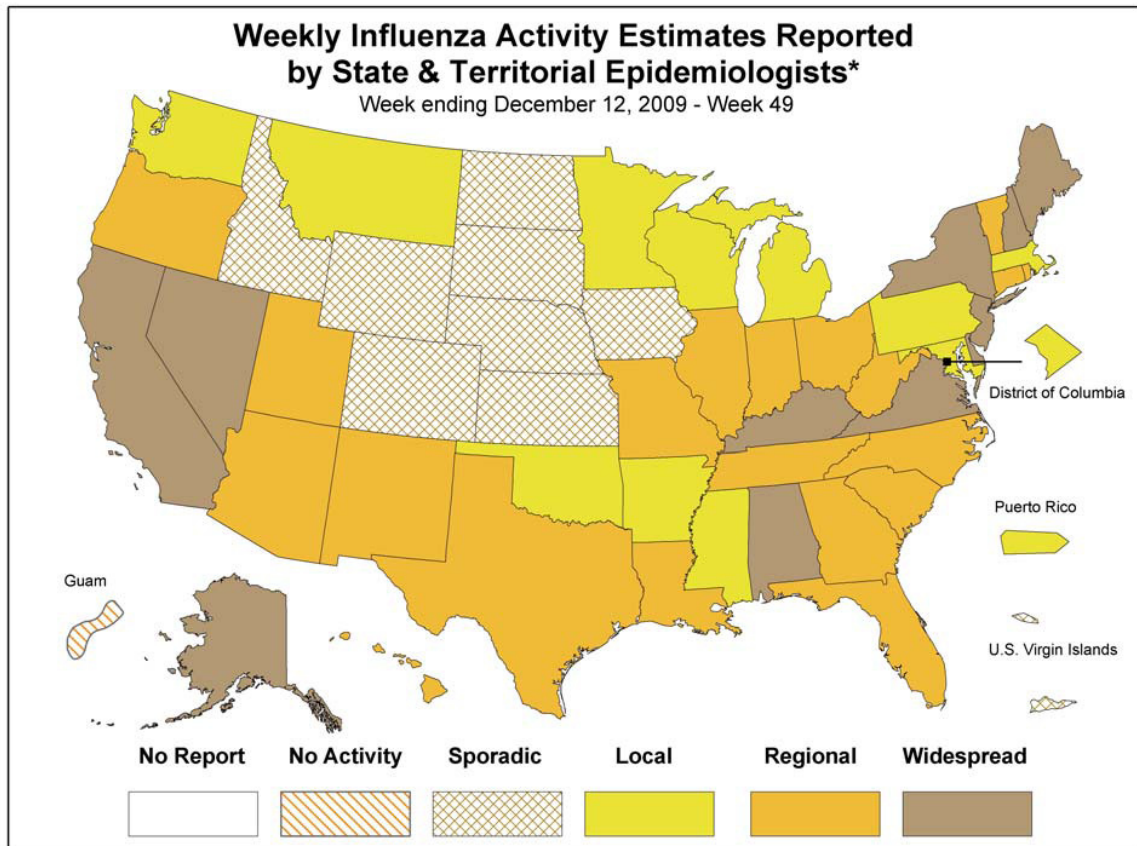 Weekly Influenza Activity Estimates Reported
by State & Territorial Epidemiologists*
Week ending December 12, 2009 - Week 49
District of Columbia
Puerto Rico
Guam
U.S. Virgin Islands
No Report No Activity Sporadic Local Regional Widespread